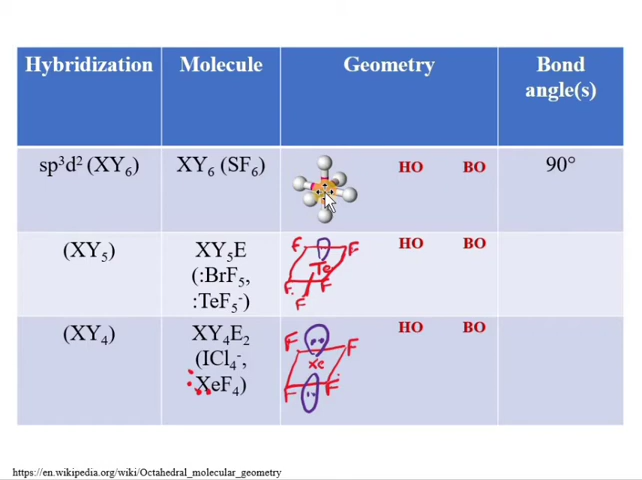 Hybridization Molecule Geometry Bond angle(s)
sp³d² (XY₆) XY₆ (SF₆) HO BO 90°
(XY₅) XY₅E (:BrF₅, :TeF₅⁻) HO BO
F F
Te
F F
F
(XY₄) XY₄E₂ (ICl₄⁻, XeF₄) HO BO
F F
Xe
F F
https://en.wikipedia.org/wiki/Octahedral_molecular_geometry